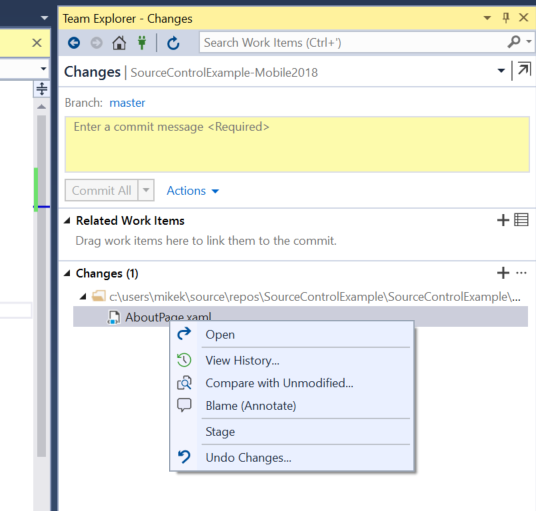 Team Explorer - Changes
Search Work Items (Ctrl+')
Changes | SourceControlExample-Mobile2018
Branch: master
Enter a commit message <Required>
Commit All
Actions
Related Work Items
Drag work items here to link them to the commit.
Changes (1)
c:\users\mikek\source\repos\SourceControlExample\SourceControlExample\...
AboutPage.xaml
Open
View History...
Compare with Unmodified...
Blame (Annotate)
Stage
Undo Changes...